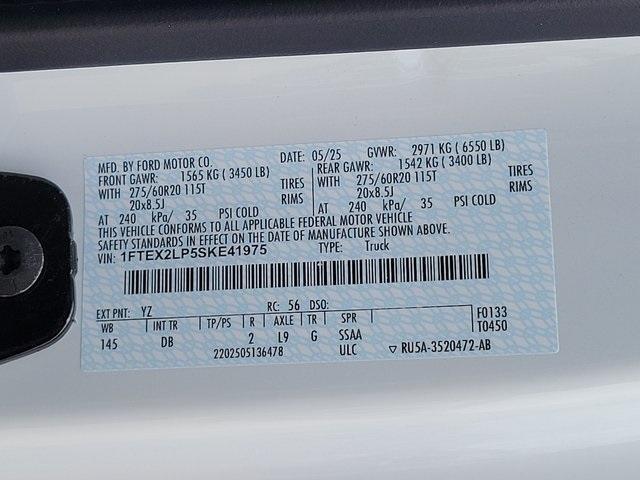 MFD. BY FORD MOTOR CO. DATE: 05/25 GVWR: 2971 KG ( 6550 LB)
FRONT GAWR: 1565 KG ( 3450 LB) REAR GAWR: 1542 KG ( 3400 LB)
WITH 275/60R20 115T TIRES WITH 275/60R20 115T TIRES
20x8.5J RIMS 20x8.5J RIMS
AT 240 kPa/ 35 PSI COLD AT 240 kPa/ 35 PSI COLD
THIS VEHICLE CONFORMS TO ALL APPLICABLE FEDERAL MOTOR VEHICLE
SAFETY STANDARDS IN EFFECT ON THE DATE OF MANUFACTURE SHOWN ABOVE.
VIN: 1FTEX2LP5SKE41975 TYPE: Truck
EXT PNT: YZ RC: 56 DSO: F0133
WB INT TR TP/PS R AXLE TR SPR T0450
145 DB 2 L9 G SSAA
2202505136478 ULC ▽ RU5A-3520472-AB